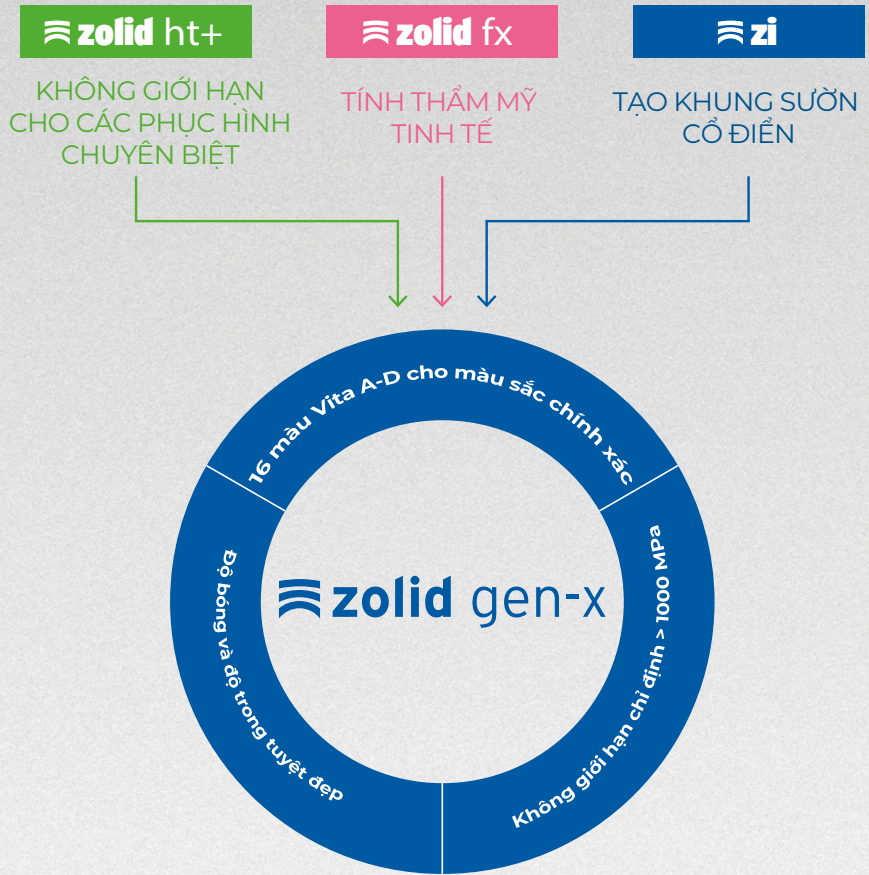 zolid ht+
zolid fx
zi
KHÔNG GIỚI HẠN
CHO CÁC PHỤC HÌNH
CHUYÊN BIỆT
TÍNH THẨM MỸ
TINH TẾ
TẠO KHUNG SƯỜN
CỔ ĐIỂN
16 màu Vita A-D cho màu sắc chính xác
Độ bóng và độ trong tuyệt đẹp
zolid gen-x
Không giới hạn chỉ định > 1000 MPa